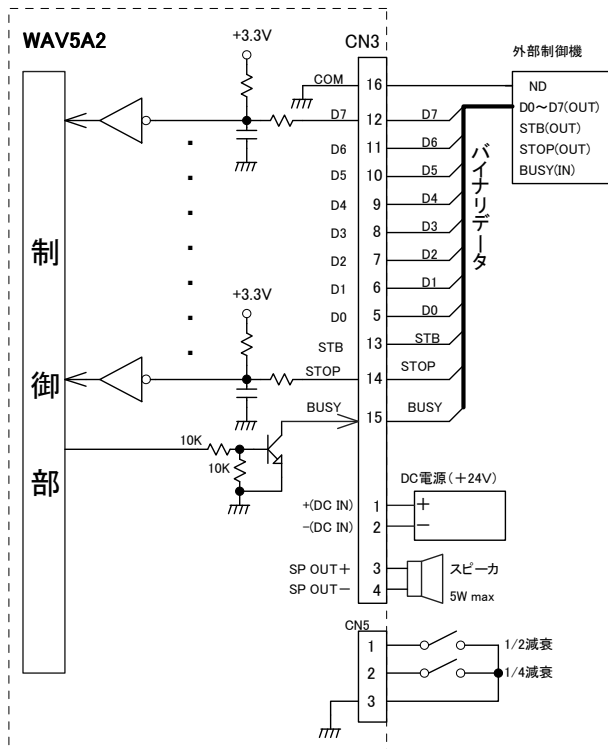 WAV5A2
+3.3V
CN3
外部制御機
COM
16
ND
D7
12
D7
D0～D7(OUT)
D6
11
D6
STB(OUT)
D5
10
D5
STOP(OUT)
D4
9
D4
BUSY(IN)
D3
8
D3
D2
7
D2
D1
6
D1
D0
5
D0
バイナリデータ
STB
13
STB
+3.3V
STOP
14
STOP
BUSY
15
BUSY
制御部
10K
10K
DC電源(+24V)
+(DC IN)
1
+
-(DC IN)
2
−
SP OUT+
3
スピーカ
SP OUT−
4
5W max
CN5
1
1/2減衰
2
1/4減衰
3